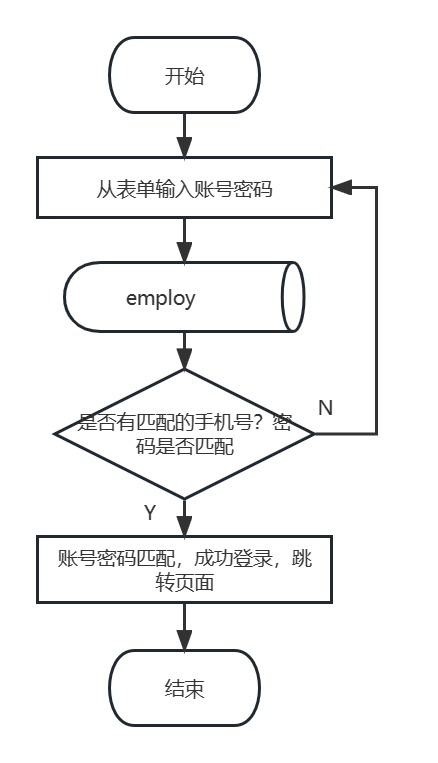 开始
从表单输入账号密码
employ
是否有匹配的手机号？密
码是否匹配
N
Y
账号密码匹配，成功登录，跳
转页面
结束